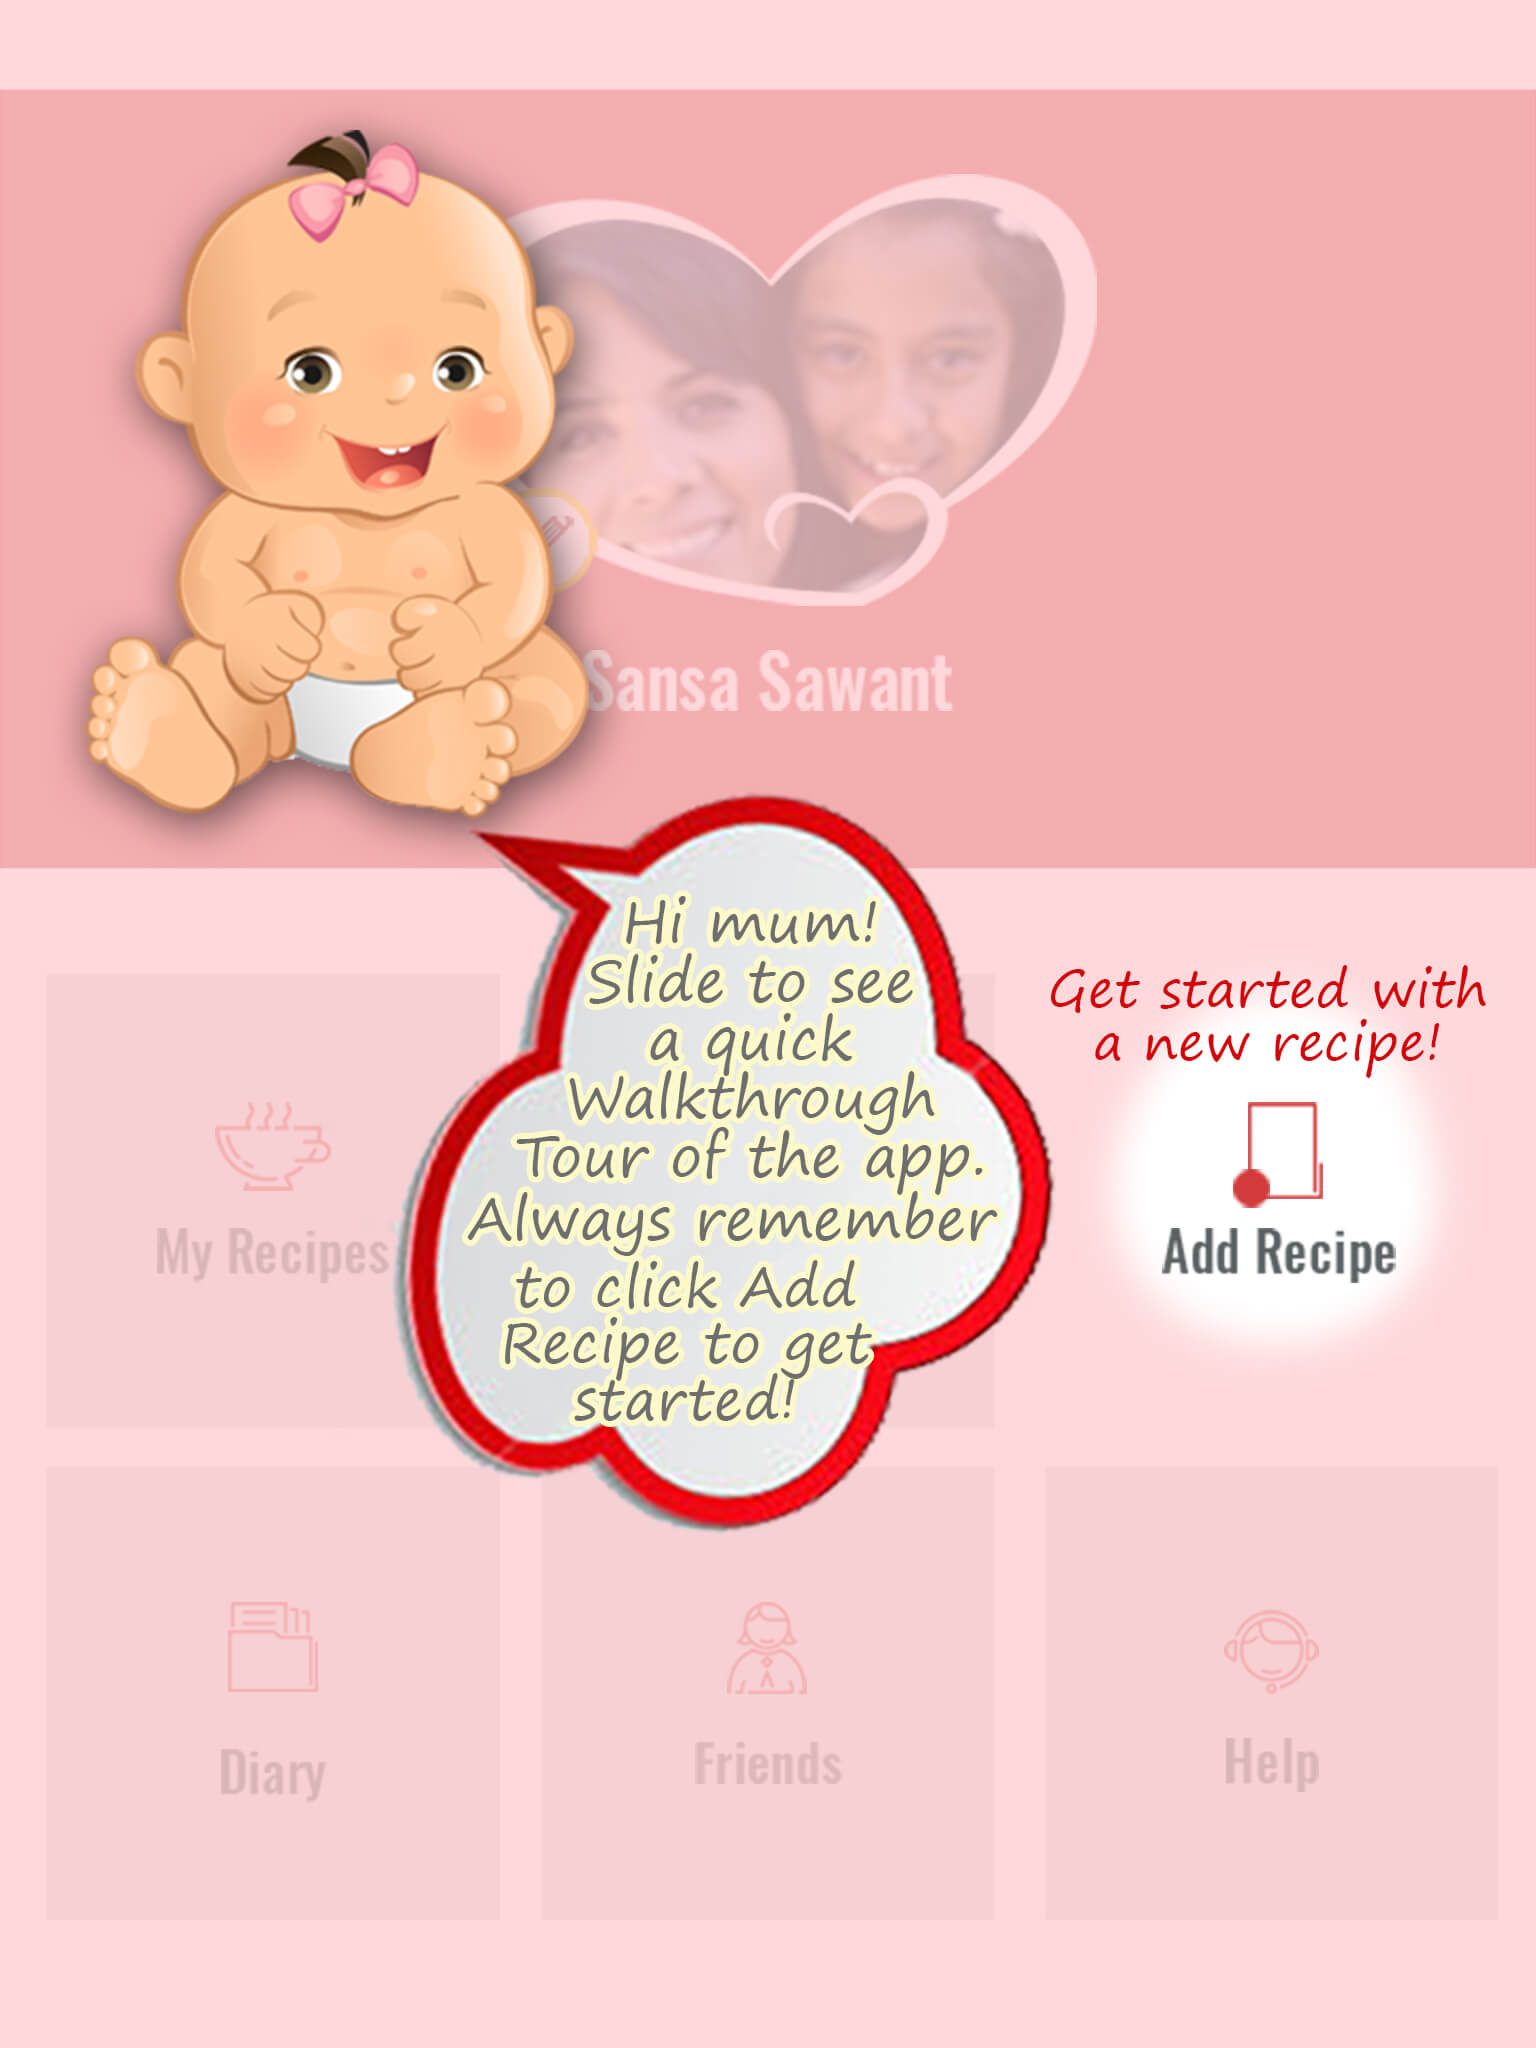 Sansa Sawant
Hi mum!
Slide to see
a quick
Walkthrough
Tour of the app.
Always remember
to click Add
Recipe to get
started!
Get started with
a new recipe!
My Recipes
Add Recipe
Diary
Friends
Help